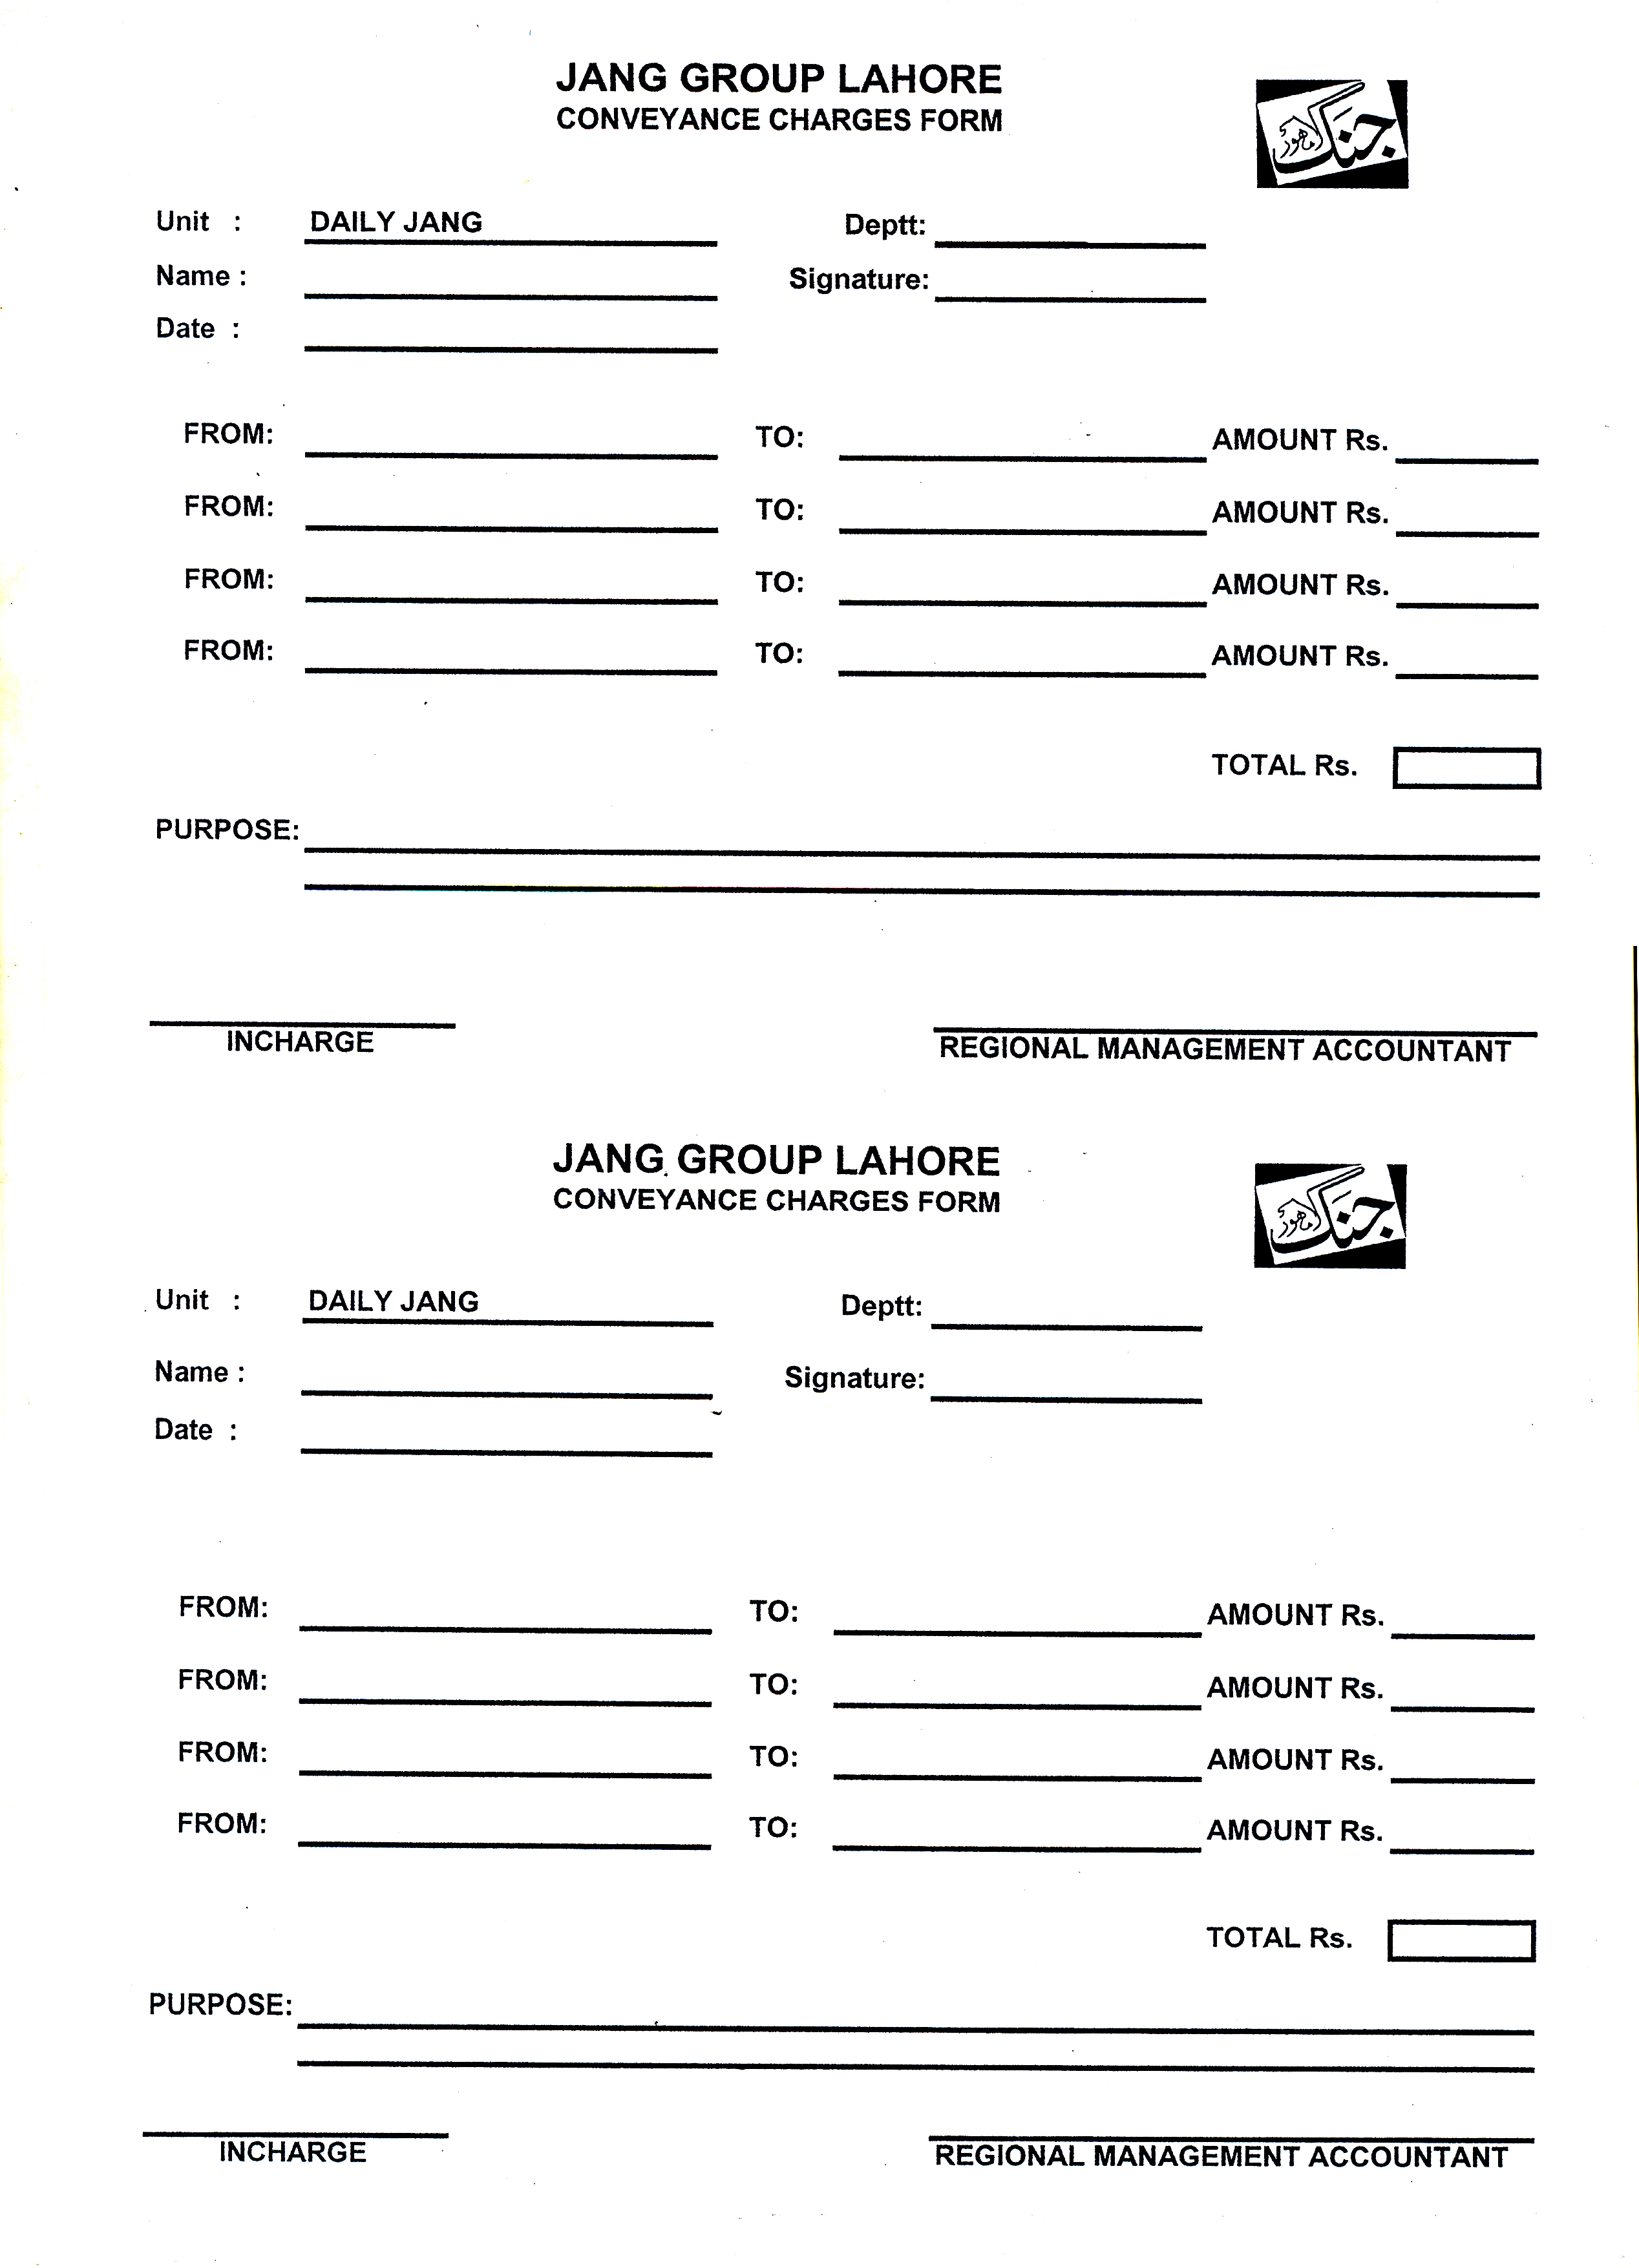 JANG GROUP LAHORE
CONVEYANCE CHARGES FORM
جنگ
لاہور
Unit : DAILY JANG Deptt:
Name : Signature:
Date :
FROM: TO: AMOUNT Rs.
FROM: TO: AMOUNT Rs.
FROM: TO: AMOUNT Rs.
FROM: TO: AMOUNT Rs.
TOTAL Rs.
PURPOSE:
INCHARGE REGIONAL MANAGEMENT ACCOUNTANT
JANG GROUP LAHORE
CONVEYANCE CHARGES FORM
جنگ
لاہور
Unit : DAILY JANG Deptt:
Name : Signature:
Date :
FROM: TO: AMOUNT Rs.
FROM: TO: AMOUNT Rs.
FROM: TO: AMOUNT Rs.
FROM: TO: AMOUNT Rs.
TOTAL Rs.
PURPOSE:
INCHARGE REGIONAL MANAGEMENT ACCOUNTANT